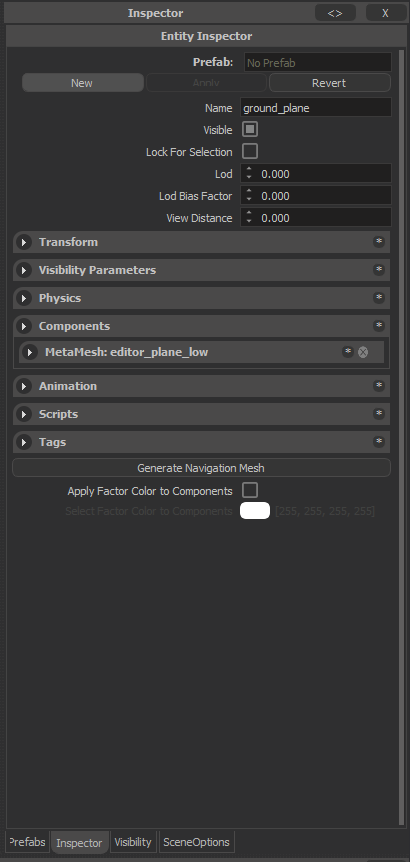 Inspector <> X
Entity Inspector
Prefab: No Prefab
New Apply Revert
Name ground_plane
Visible
Lock For Selection
Lod 0.000
Lod Bias Factor 0.000
View Distance 0.000
Transform *
Visibility Parameters *
Physics *
Components *
MetaMesh: editor_plane_low * x
Animation *
Scripts *
Tags *
Generate Navigation Mesh
Apply Factor Color to Components
Select Factor Color to Components [255, 255, 255, 255]
Prefabs Inspector Visibility SceneOptions